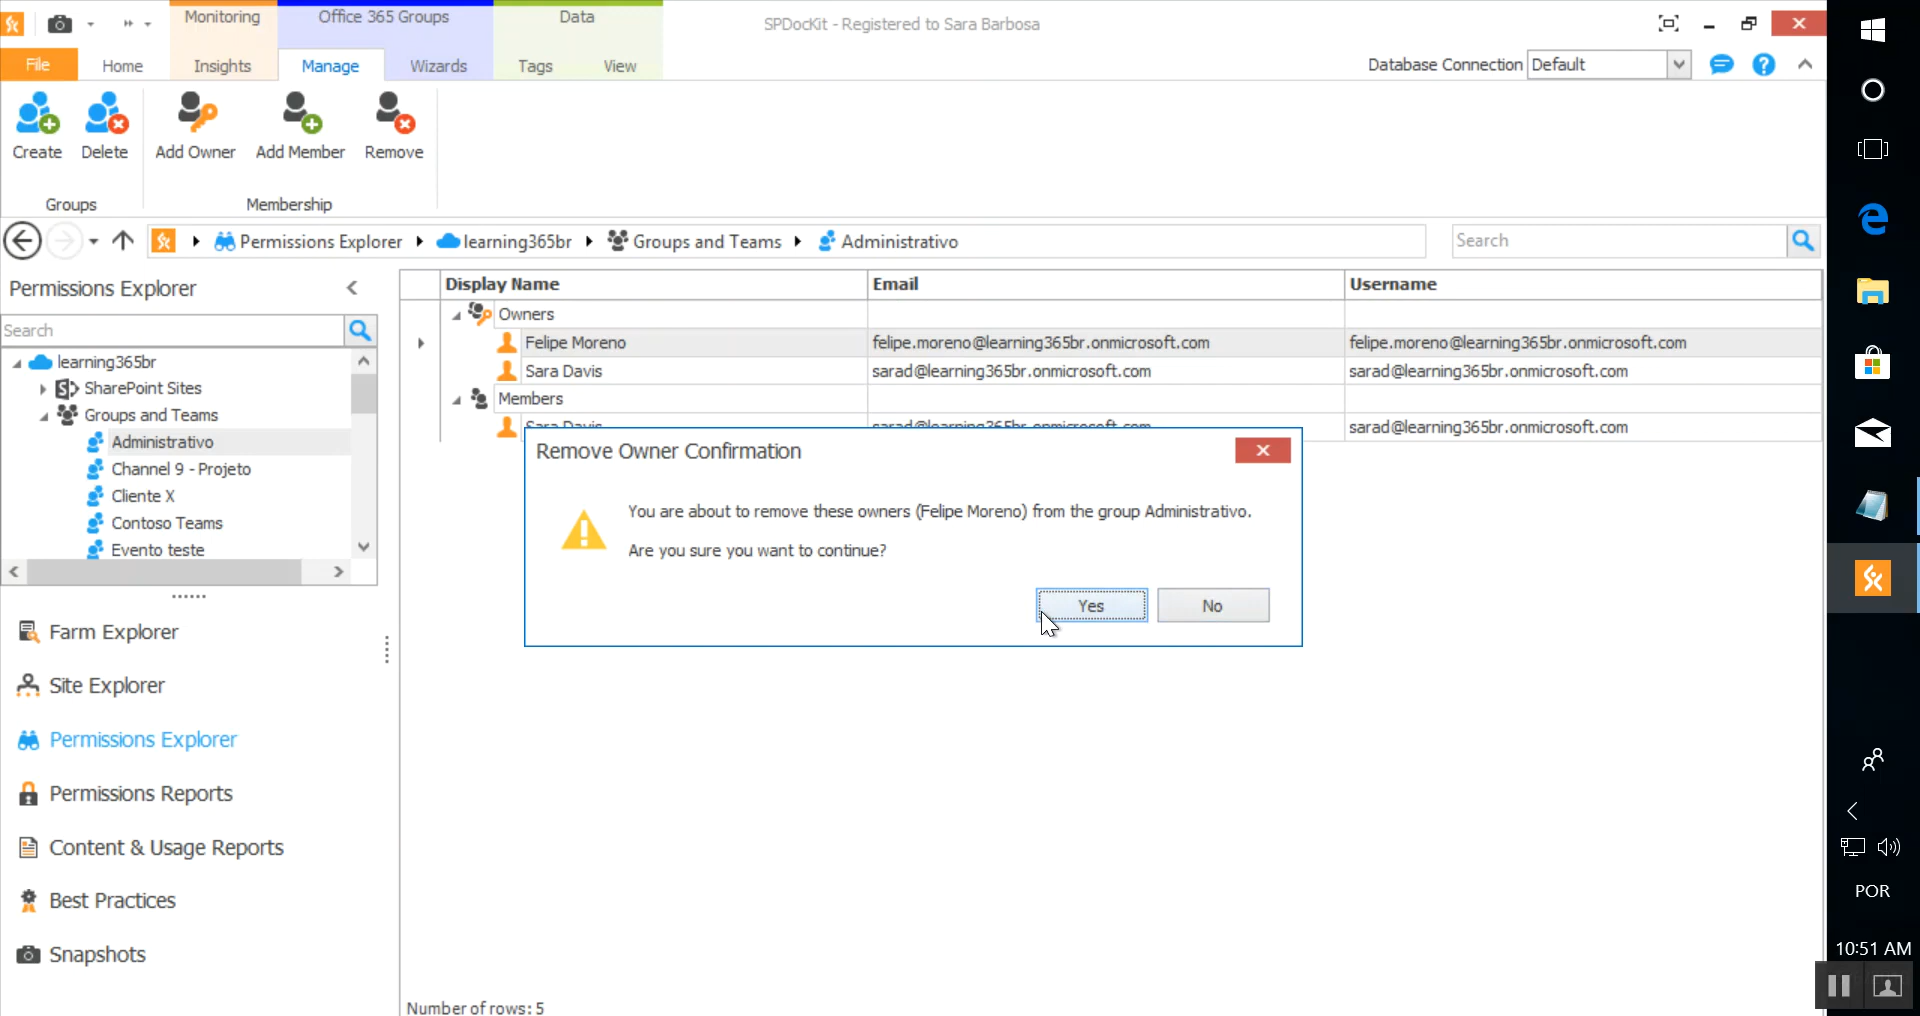 Monitoring
Office 365 Groups
Data
SPDocKit - Registered to Sara Barbosa
File
Home
Insights
Manage
Wizards
Tags
View
Database Connection
Default
Create
Delete
Add Owner
Add Member
Remove
Groups
Membership
Permissions Explorer
learning365br
Groups and Teams
Administrativo
Search
Permissions Explorer
Search
learning365br
SharePoint Sites
Groups and Teams
Administrativo
Channel 9 - Projeto
Cliente X
Contoso Teams
Evento teste
Farm Explorer
Site Explorer
Permissions Explorer
Permissions Reports
Content & Usage Reports
Best Practices
Snapshots
Display Name
Email
Username
Owners
Felipe Moreno
felipe.moreno@learning365br.onmicrosoft.com
felipe.moreno@learning365br.onmicrosoft.com
Sara Davis
sarad@learning365br.onmicrosoft.com
sarad@learning365br.onmicrosoft.com
Members
Sara Davis
sarad@learning365br.onmicrosoft.com
sarad@learning365br.onmicrosoft.com
Remove Owner Confirmation
You are about to remove these owners (Felipe Moreno) from the group Administrativo.
Are you sure you want to continue?
Yes
No
Number of rows: 5
POR
10:51 AM